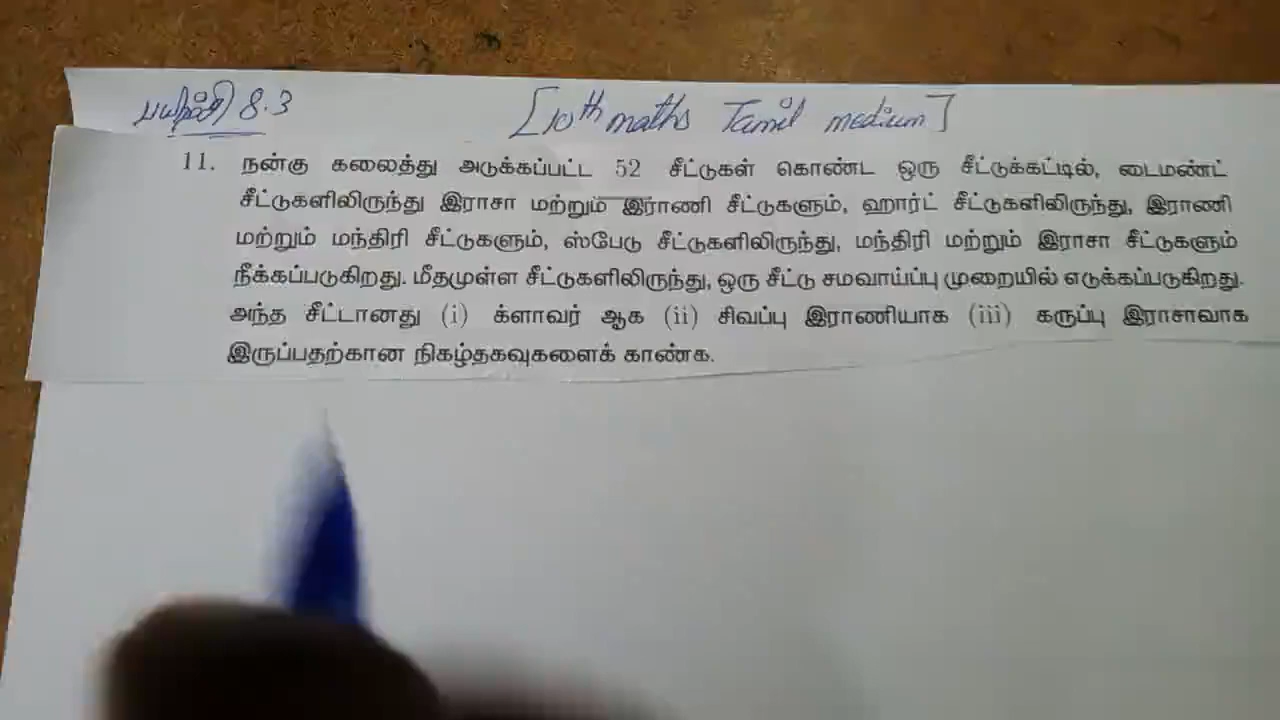 பயிற்சி 8.3 [10th maths Tamil medium]
11. நன்கு கலைத்து அடுக்கப்பட்ட 52 சீட்டுகள் கொண்ட ஒரு சீட்டுக்கட்டில், டைமண்ட்
சீட்டுகளிலிருந்து இராசா மற்றும் இராணி சீட்டுகளும், ஹார்ட் சீட்டுகளிலிருந்து, இராணி
மற்றும் மந்திரி சீட்டுகளும், ஸ்பேடு சீட்டுகளிலிருந்து, மந்திரி மற்றும் இராசா சீட்டுகளும்
நீக்கப்படுகிறது. மீதமுள்ள சீட்டுகளிலிருந்து, ஒரு சீட்டு சமவாய்ப்பு முறையில் எடுக்கப்படுகிறது.
அந்த சீட்டானது (i) க்ளாவர் ஆக (ii) சிவப்பு இராணியாக (iii) கருப்பு இராசாவாக
இருப்பதற்கான நிகழ்தகவுகளைக் காண்க.